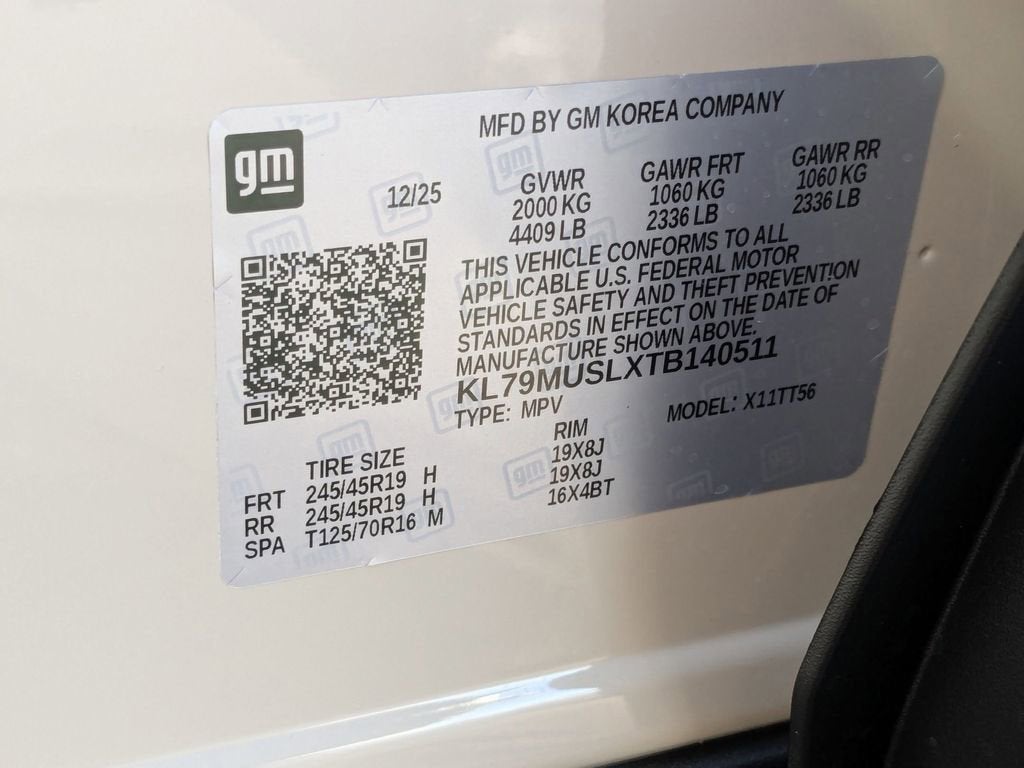 MFD BY GM KOREA COMPANY
gm
12/25
GVWR GAWR FRT GAWR RR
2000 KG 1060 KG 1060 KG
4409 LB 2336 LB 2336 LB
THIS VEHICLE CONFORMS TO ALL
APPLICABLE U.S. FEDERAL MOTOR
VEHICLE SAFETY AND THEFT PREVENTION
STANDARDS IN EFFECT ON THE DATE OF
MANUFACTURE SHOWN ABOVE.
KL79MUSLXTB140511
TYPE: MPV MODEL: X11TT56
TIRE SIZE RIM
FRT 245/45R19 H 19X8J
RR 245/45R19 H 19X8J
SPA T125/70R16 M 16X4BT